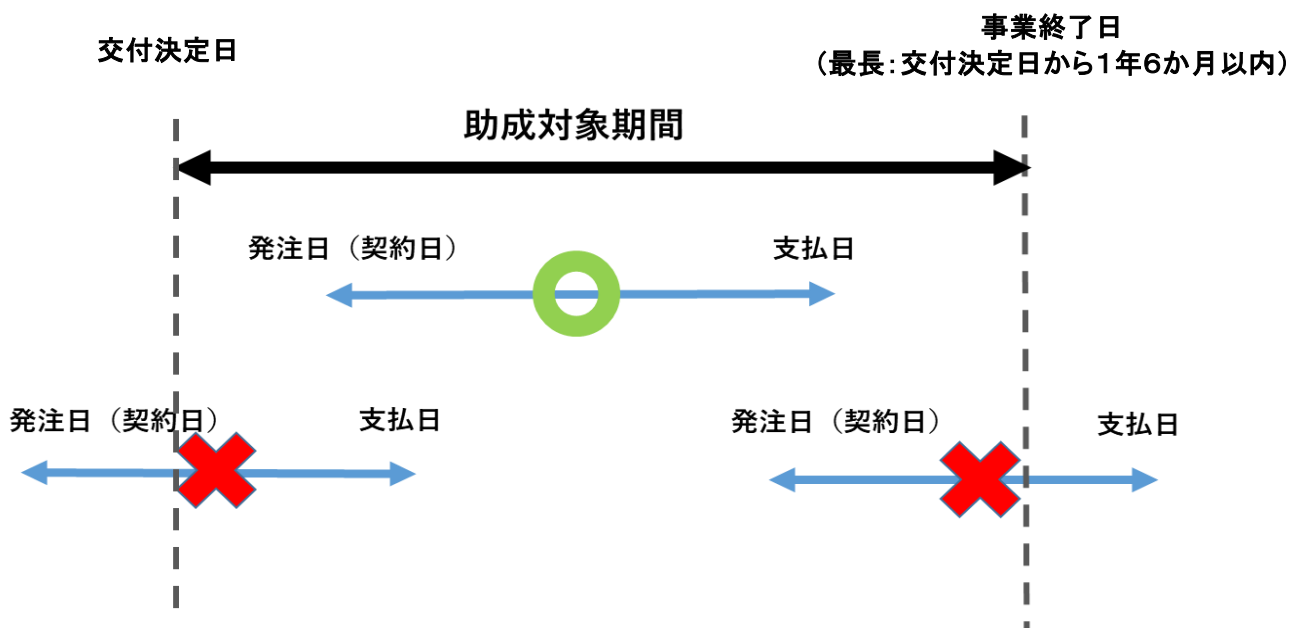 交付決定日
事業終了日
（最長：交付決定日から１年６か月以内）
助成対象期間
発注日（契約日）
支払日
発注日（契約日）
支払日
発注日（契約日）
支払日